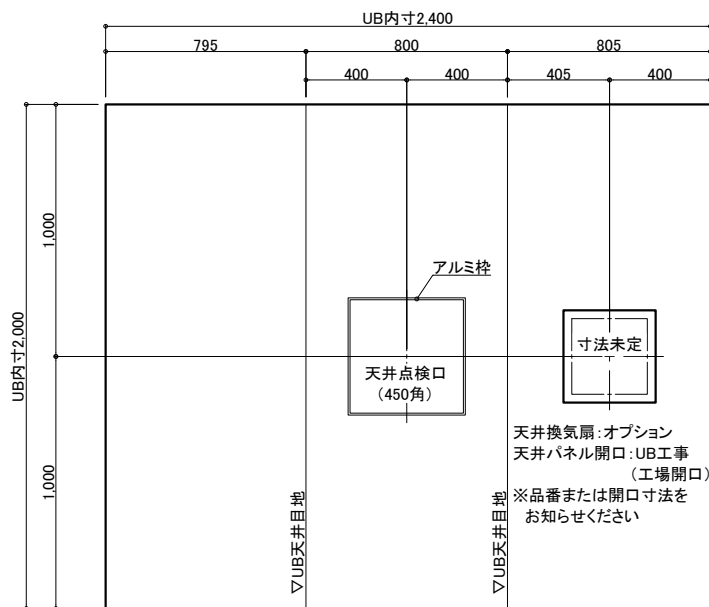 UB内寸2,400
795
800
805
400
400
405
400
UB内寸2,000
1,000
1,000
アルミ枠
天井点検口
(450角)
寸法未定
天井換気扇:オプション
天井パネル開口:UB工事
(工場開口)
※品番または開口寸法を
お知らせください
▽UB天井目地
▽UB天井目地